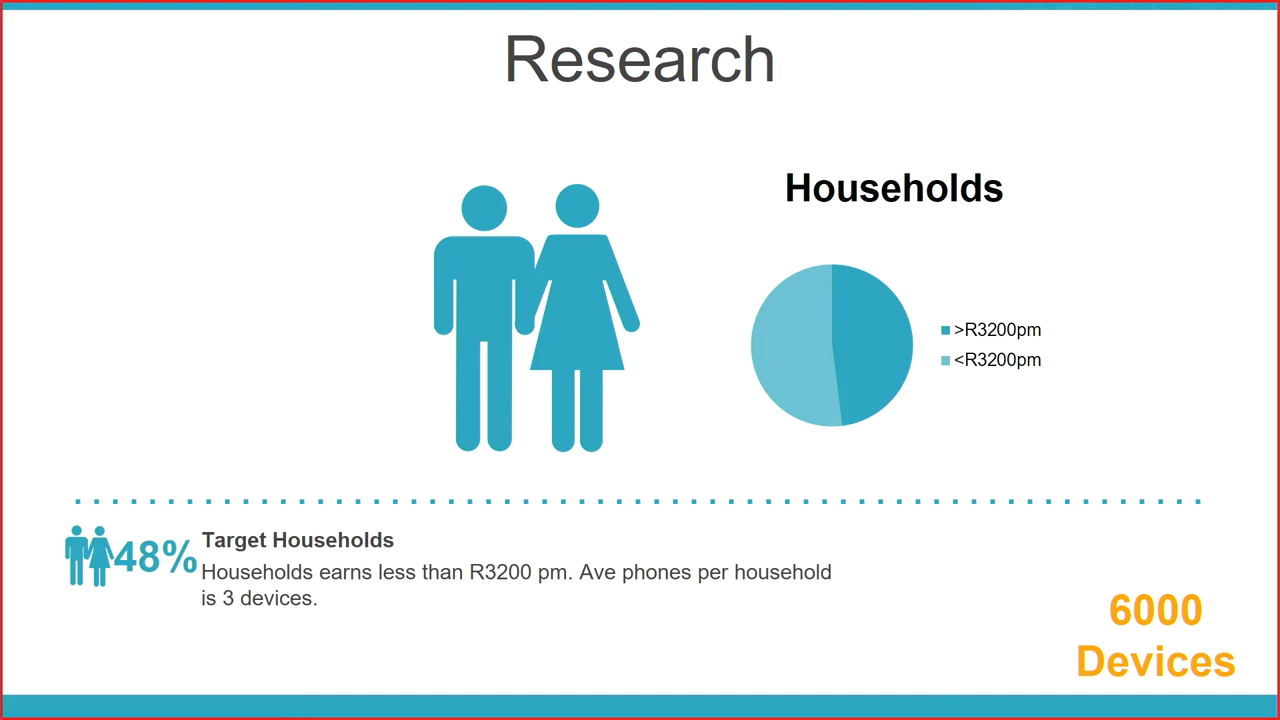 Research
Households
>R3200pm
<R3200pm
48%
Target Households
Households earns less than R3200 pm. Ave phones per household
is 3 devices.
6000
Devices